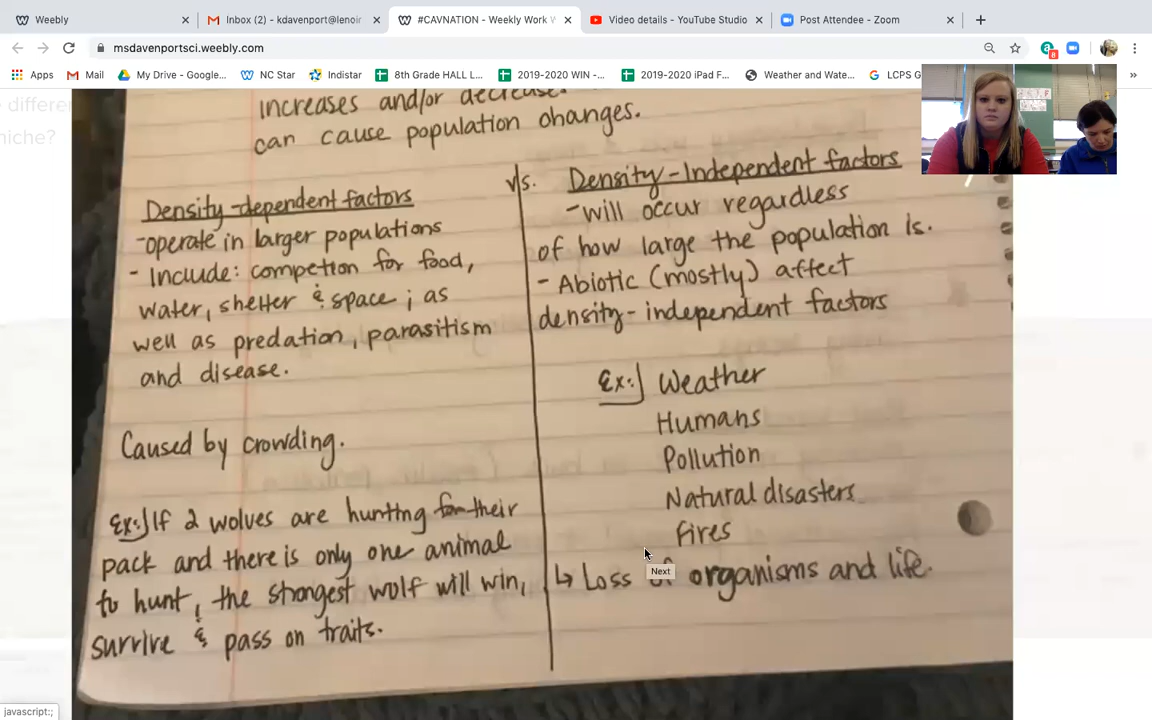 Weebly
Inbox (2) - kdavenport@lenoir
#CAVNATION - Weekly Work W
Video details - YouTube Studio
Post Attendee - Zoom
msdavenportsci.weebly.com
Apps
Mail
My Drive - Google...
NC Star
Indistar
8th Grade HALL L...
2019-2020 WIN -...
2019-2020 iPad F...
Weather and Wate...
LCPS G
8
»
differen
niche?
increases and/or decrease
can cause population changes.
Density-dependent factors
-operate in larger populations
- Include: competion for food,
water, shelter & space; as
well as predation, parasitism
and disease.
Caused by crowding.
Ex:) If 2 wolves are hunting for their
pack and there is only one animal
to hunt, the strongest wolf will win,
survive & pass on traits.
v/s.
Density-Independent factors
-will occur regardless
of how large the population is.
- Abiotic (mostly) affect
density-independent factors
Ex:) Weather
Humans
Pollution
Natural disasters
Fires
↳ Loss of organisms and life.
Next
javascript:;